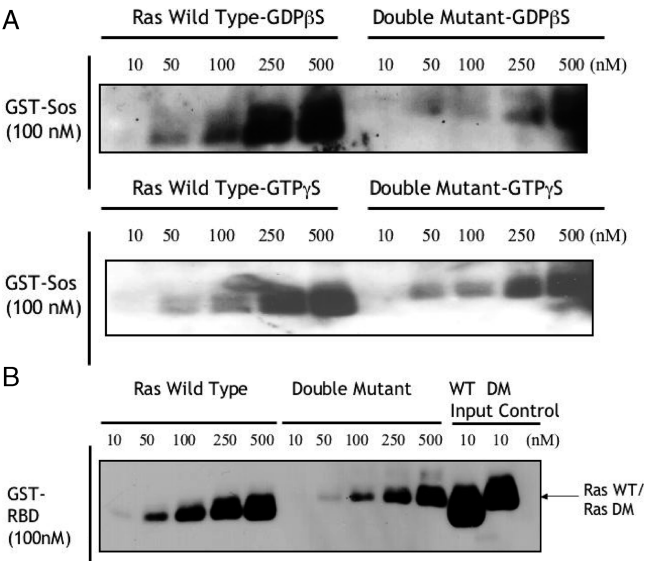 A
Ras Wild Type-GDPβS Double Mutant-GDPβS
10 50 100 250 500 10 50 100 250 500 (nM)
GST-Sos
(100 nM)
Ras Wild Type-GTPγS Double Mutant-GTPγS
10 50 100 250 500 10 50 100 250 500 (nM)
GST-Sos
(100 nM)
B
Ras Wild Type Double Mutant WT DM
Input Control
10 50 100 250 500 10 50 100 250 500 10 10 (nM)
GST-
RBD
(100nM)
Ras WT/
Ras DM